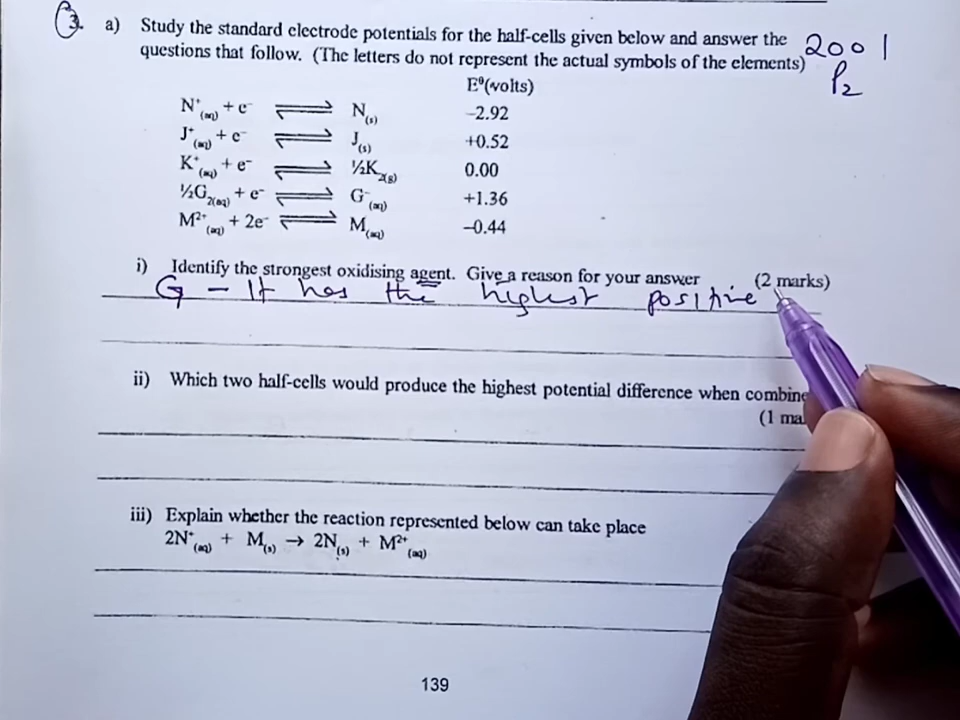 3. a) Study the standard electrode potentials for the half-cells given below and answer the 2001
questions that follow. (The letters do not represent the actual symbols of the elements) P2
E⁰(volts)
N⁺(aq) + e⁻ ⇌ N(s) –2.92
J⁺(aq) + e⁻ ⇌ J(s) +0.52
K⁺(aq) + e⁻ ⇌ ½K2(g) 0.00
½G2(aq) + e⁻ ⇌ G⁻(aq) +1.36
M²⁺(aq) + 2e⁻ ⇌ M(aq) –0.44
i) Identify the strongest oxidising agent. Give a reason for your answer (2 marks)
G - It has the highest positive
ii) Which two half-cells would produce the highest potential difference when combine
(1 ma
iii) Explain whether the reaction represented below can take place
2N⁺(aq) + M(s) → 2N(s) + M²⁺(aq)
139